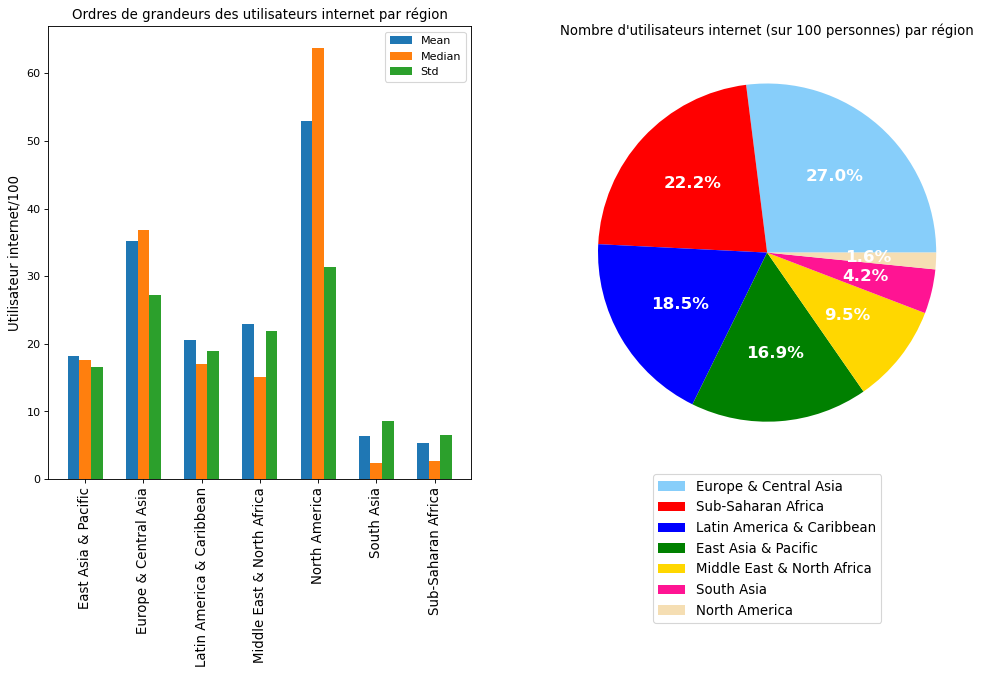 Ordres de grandeurs des utilisateurs internet par région
Mean
Median
Std
Utilisateur internet/100
60
50
40
30
20
10
0
East Asia & Pacific
Europe & Central Asia
Latin America & Caribbean
Middle East & North Africa
North America
South Asia
Sub-Saharan Africa
Nombre d'utilisateurs internet (sur 100 personnes) par région
27.0%
22.2%
18.5%
16.9%
9.5%
4.2%
1.6%
Europe & Central Asia
Sub-Saharan Africa
Latin America & Caribbean
East Asia & Pacific
Middle East & North Africa
South Asia
North America